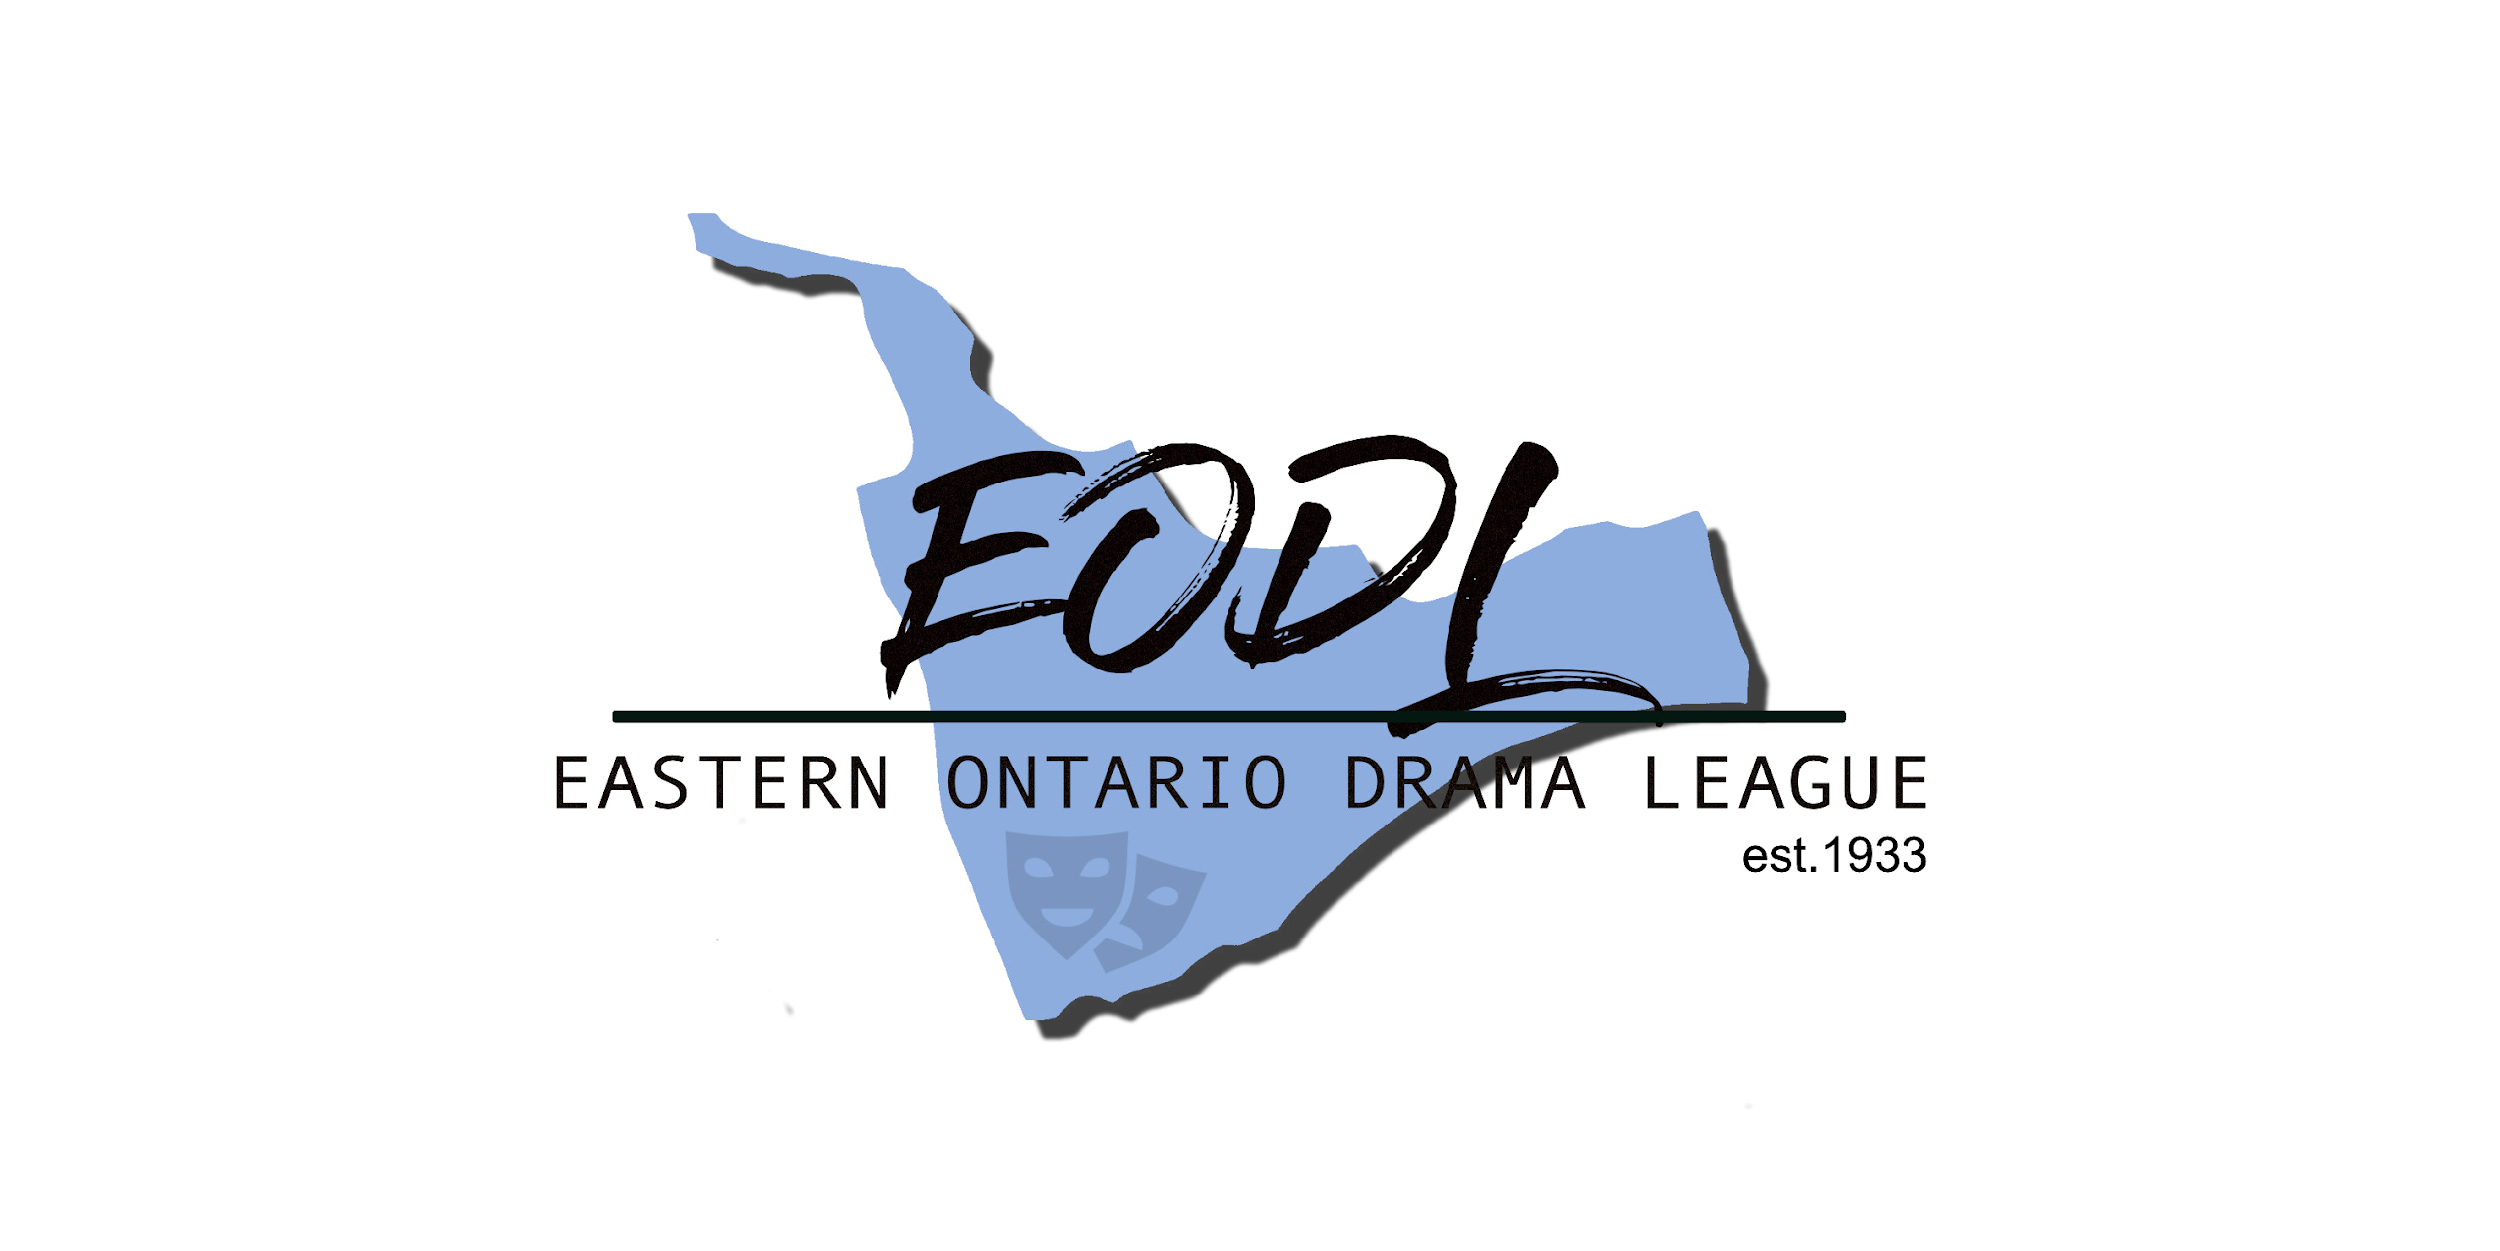 EODL
EASTERN ONTARIO DRAMA LEAGUE
est.1933